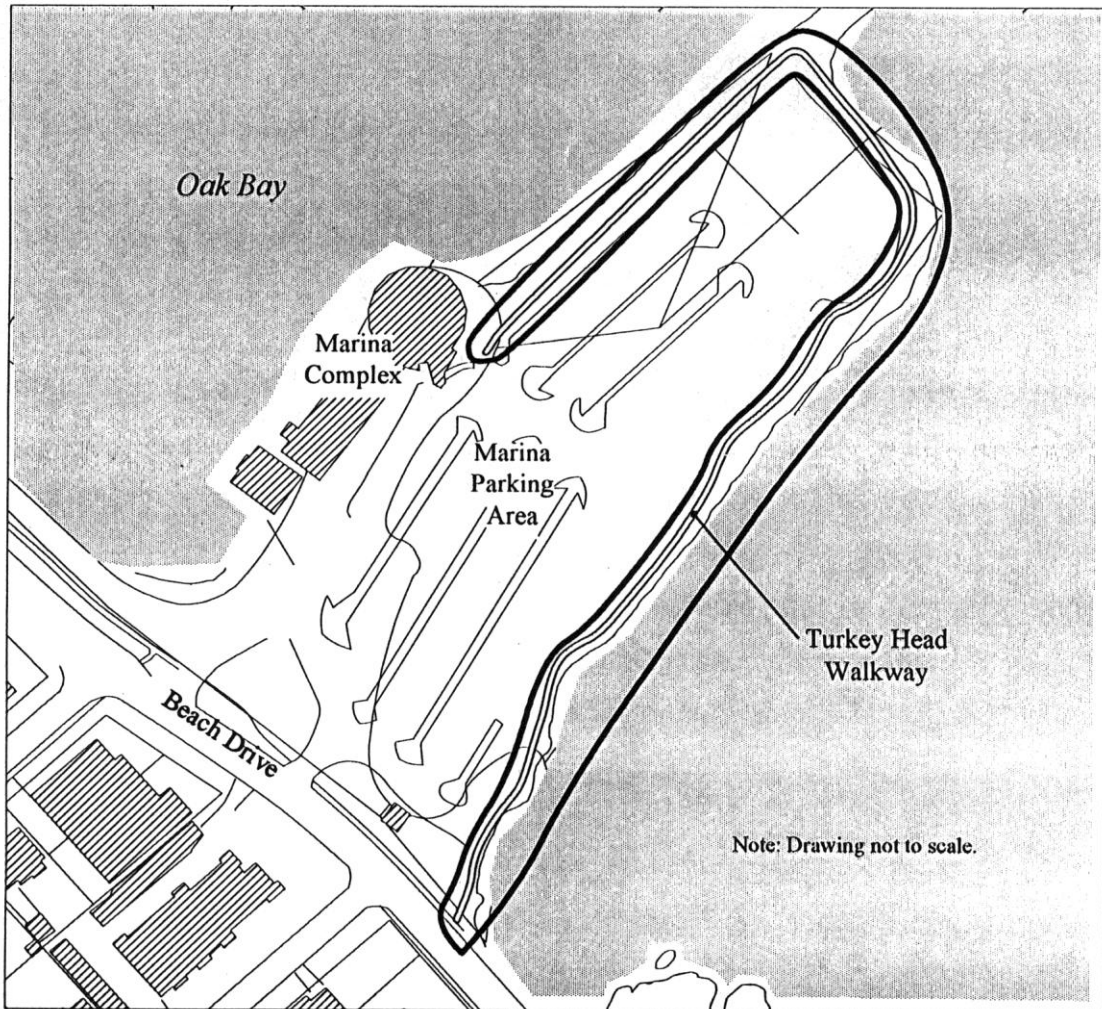 Oak Bay
Marina
Complex
Marina
Parking
Area
Turkey Head
Walkway
Beach Drive
Note: Drawing not to scale.